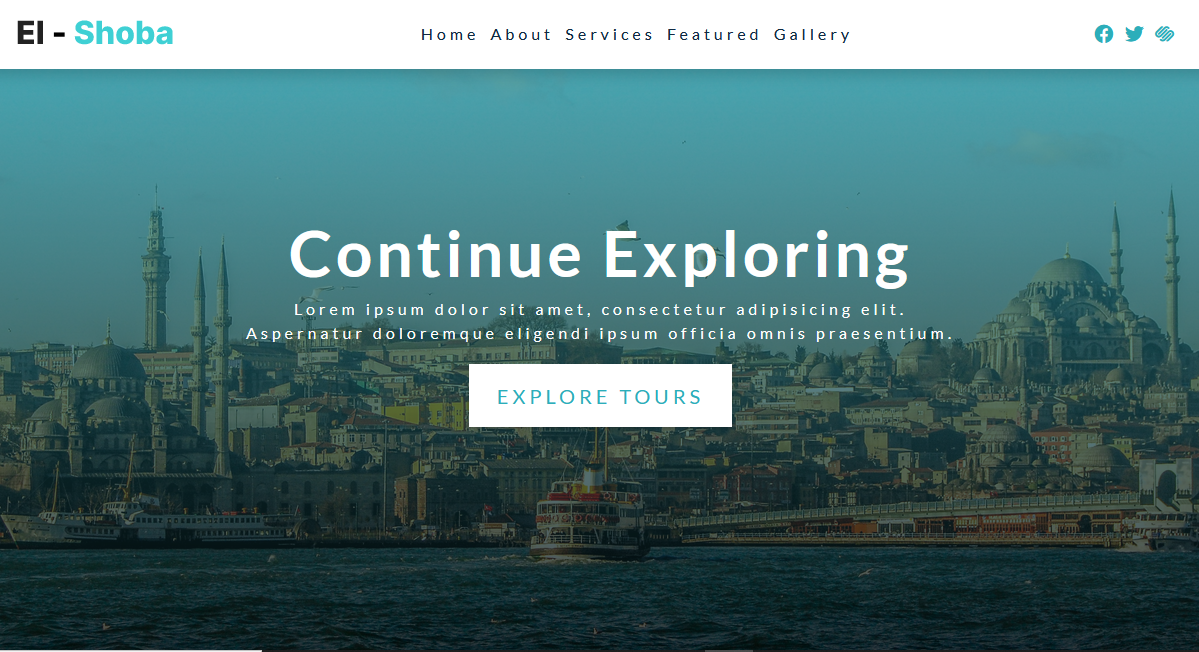 El - Shoba
Home About Services Featured Gallery
Continue Exploring
Lorem ipsum dolor sit amet, consectetur adipisicing elit.
Aspernatur doloremque eligendi ipsum officia omnis praesentium.
EXPLORE TOURS